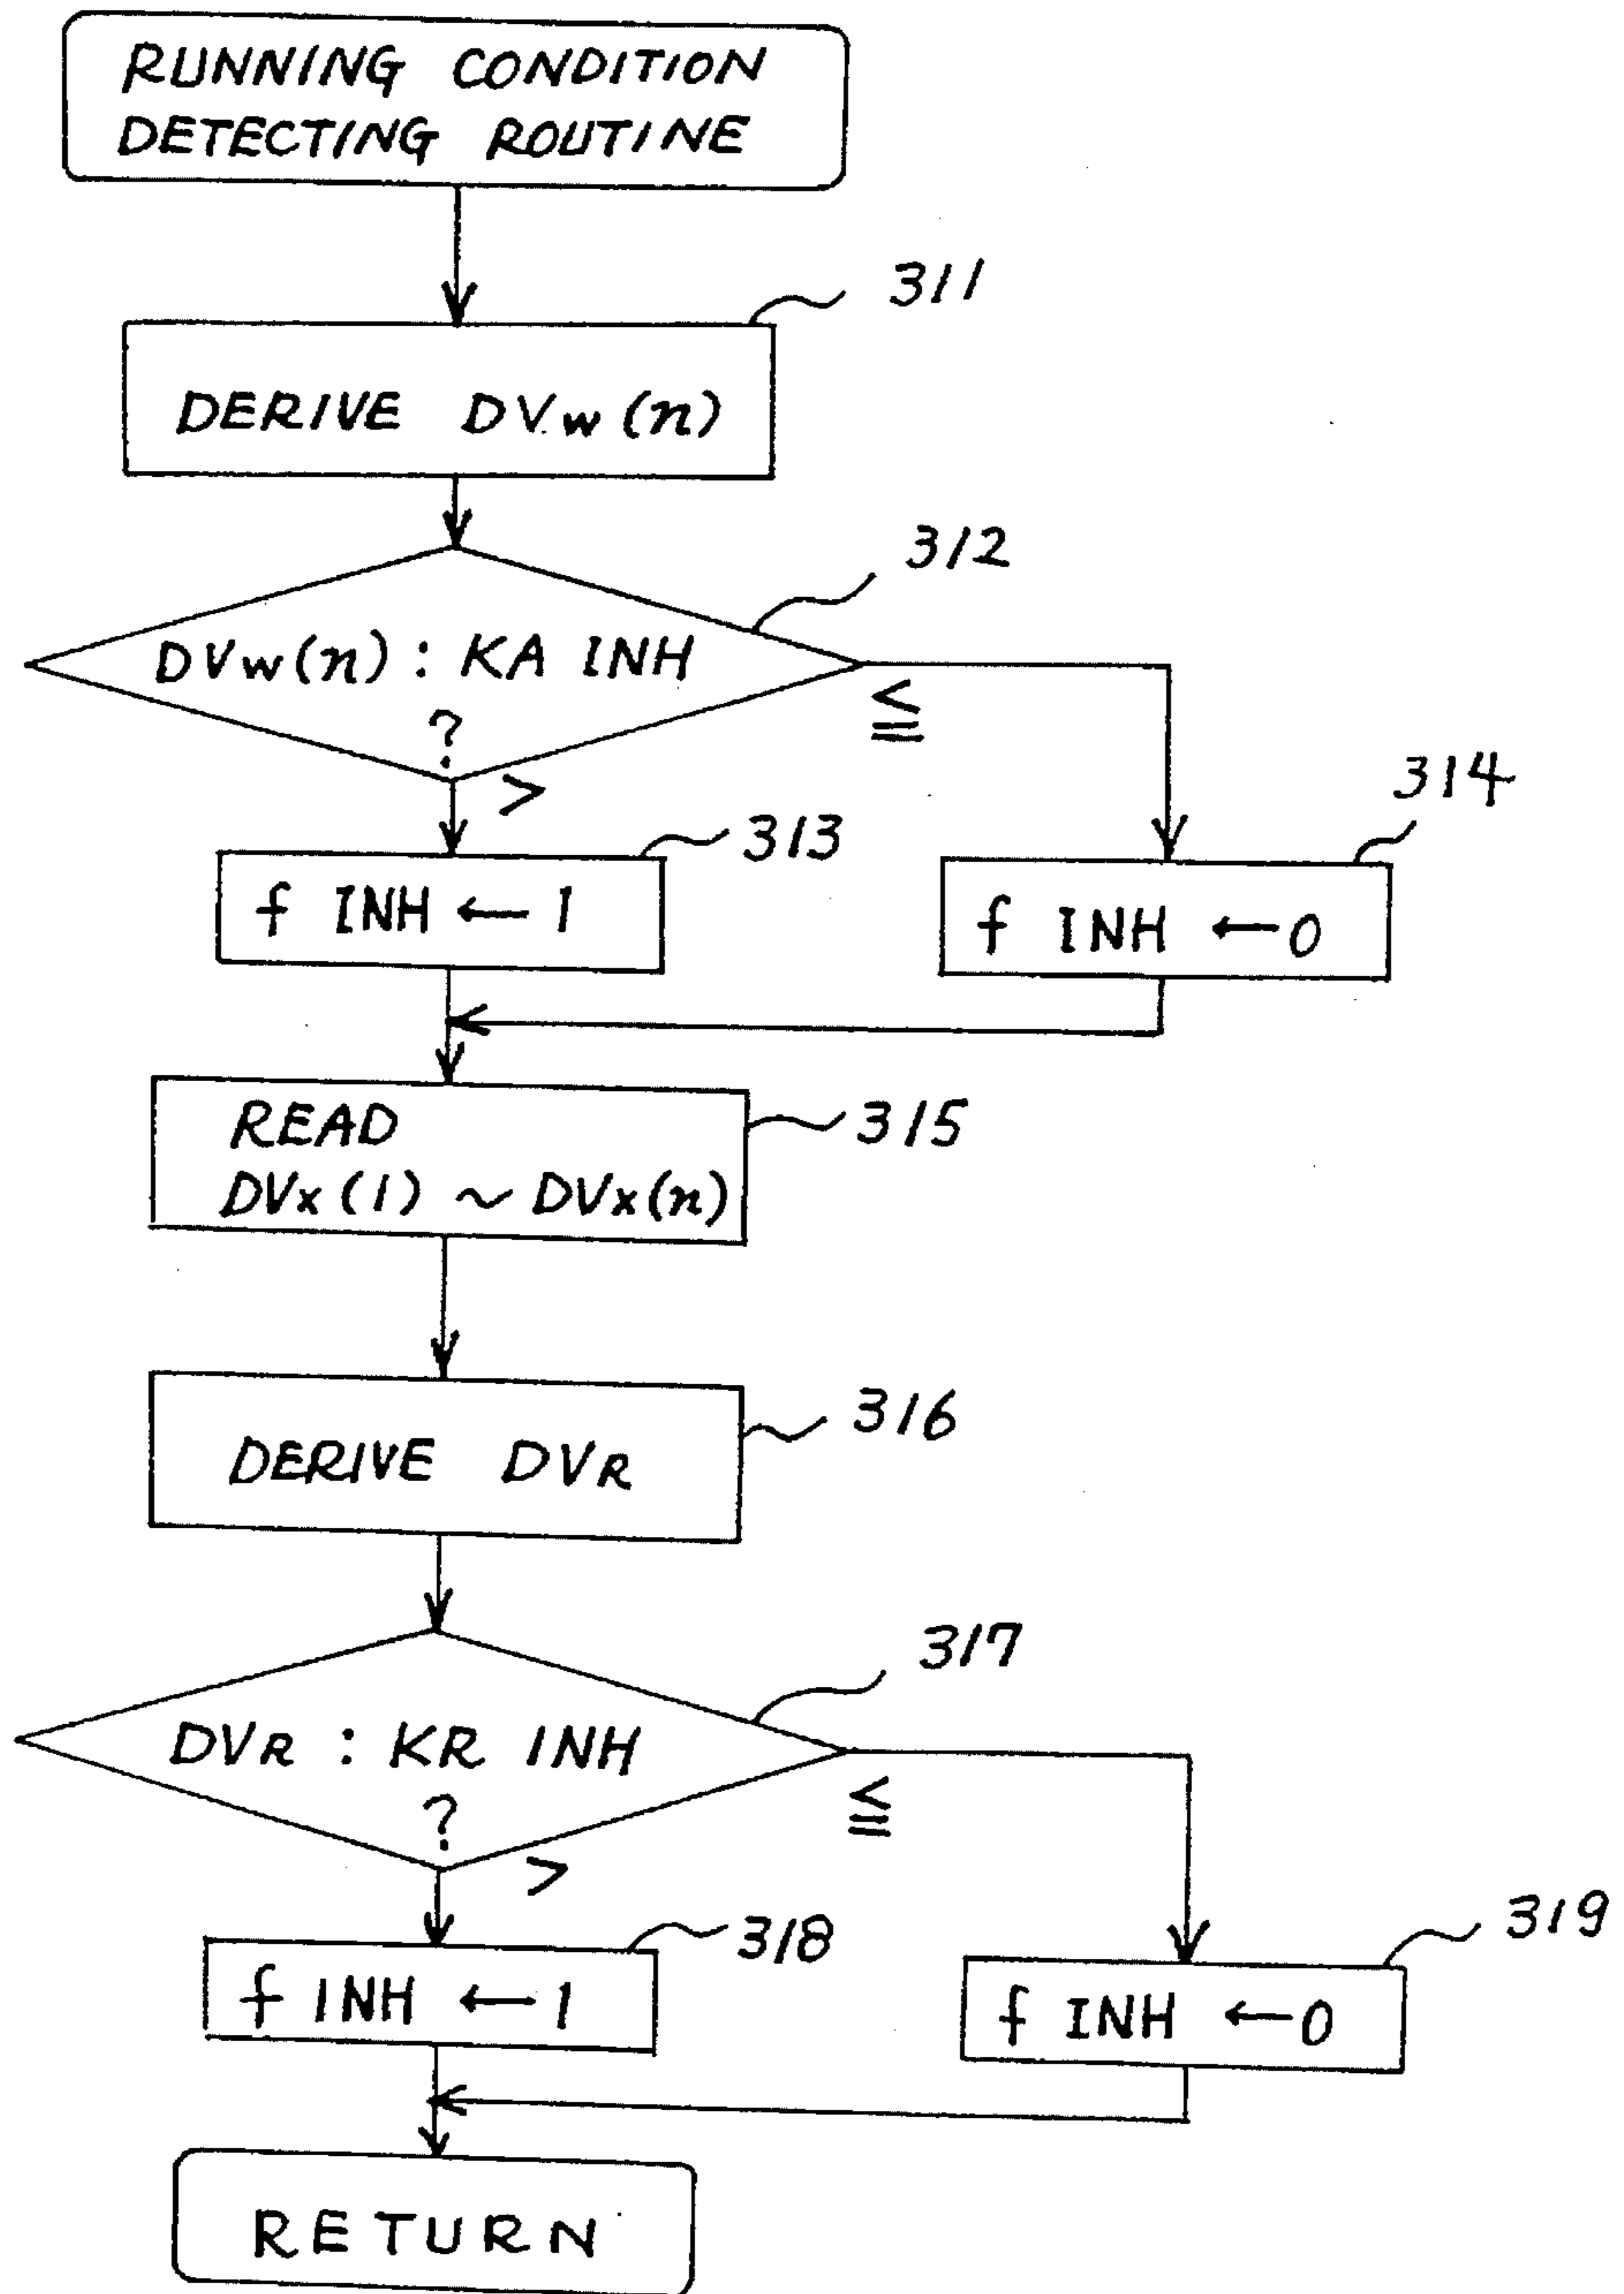 RUNNING CONDITION
DETECTING ROUTINE
311
DERIVE DVw(n)
312
DVw(n) : KA INH
?
≦
>
314
313
f INH ← 1
f INH ← 0
READ
315
DVx(1) ~ DVx(n)
316
DERIVE DVR
317
DVR : KR INH
?
≦
>
319
318
f INH ← 1
f INH ← 0
RETURN